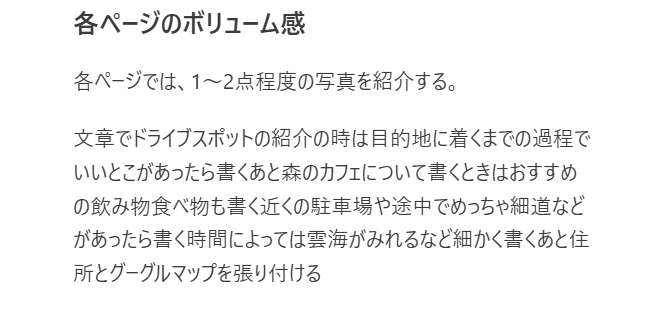 各ページのボリューム感
各ページでは、1～2点程度の写真を紹介する。
文章でドライブスポットの紹介の時は目的地に着くまでの過程で
いいとこがあったら書くあと森のカフェについて書くときはおすすめ
の飲み物食べ物も書く近くの駐車場や途中でめっちゃ細道など
があったら書く時間によっては雲海がみれるなど細かく書くあと住
所とグーグルマップを張り付ける